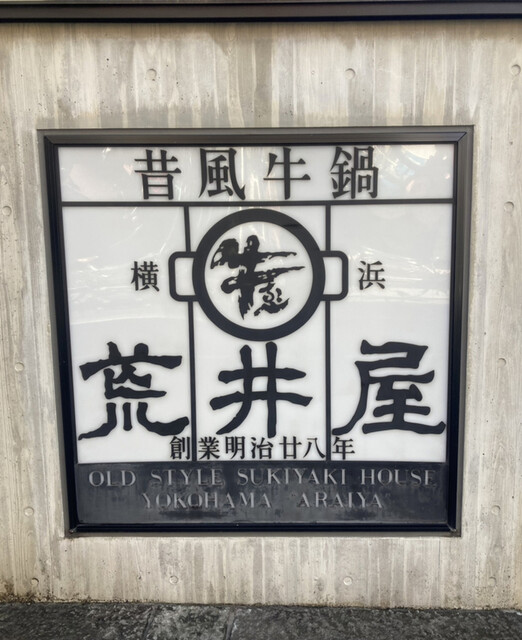 昔風牛鍋
横浜
荒井屋
創業明治廿八年
OLD STYLE SUKIYAKI HOUSE
YOKOHAMA ARAIYA